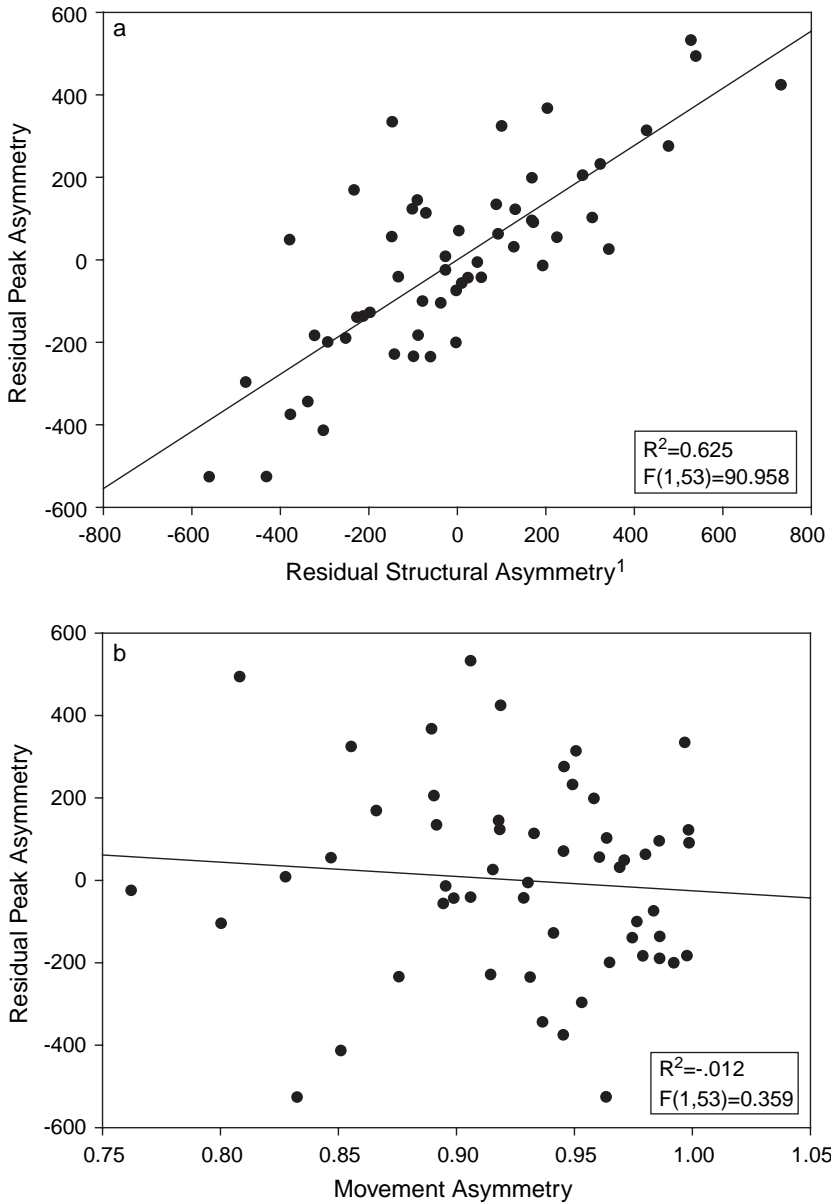 a
600
400
200
0
-200
-400
-600
Residual Peak Asymmetry
R²=0.625
F(1,53)=90.958
-800 -600 -400 -200 0 200 400 600 800
Residual Structural Asymmetry¹
b
600
400
200
0
-200
-400
-600
Residual Peak Asymmetry
R²=-.012
F(1,53)=0.359
0.75 0.80 0.85 0.90 0.95 1.00 1.05
Movement Asymmetry